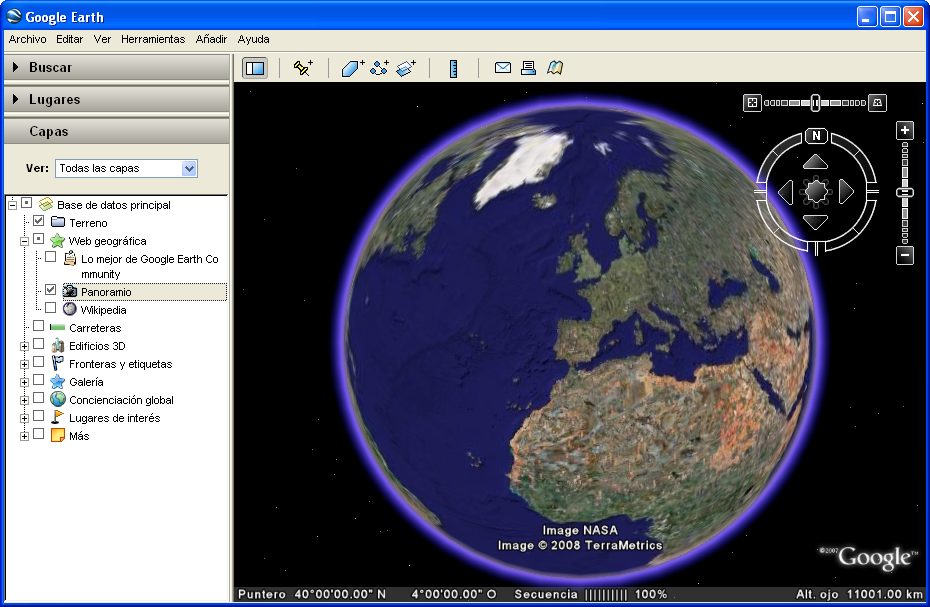 Google Earth
Archivo Editar Ver Herramientas Añadir Ayuda
Buscar
Lugares
Capas
Ver: Todas las capas
Base de datos principal
Terreno
Web geográfica
Lo mejor de Google Earth Co
mmunity
Panoramio
Wikipedia
Carreteras
Edificios 3D
Fronteras y etiquetas
Galería
Concienciación global
Lugares de interés
Más
N
Image NASA
Image © 2008 TerraMetrics
©2007 Google™
Puntero 40°00'00.00" N 4°00'00.00" O Secuencia |||||||||| 100% Alt. ojo 11001.00 km